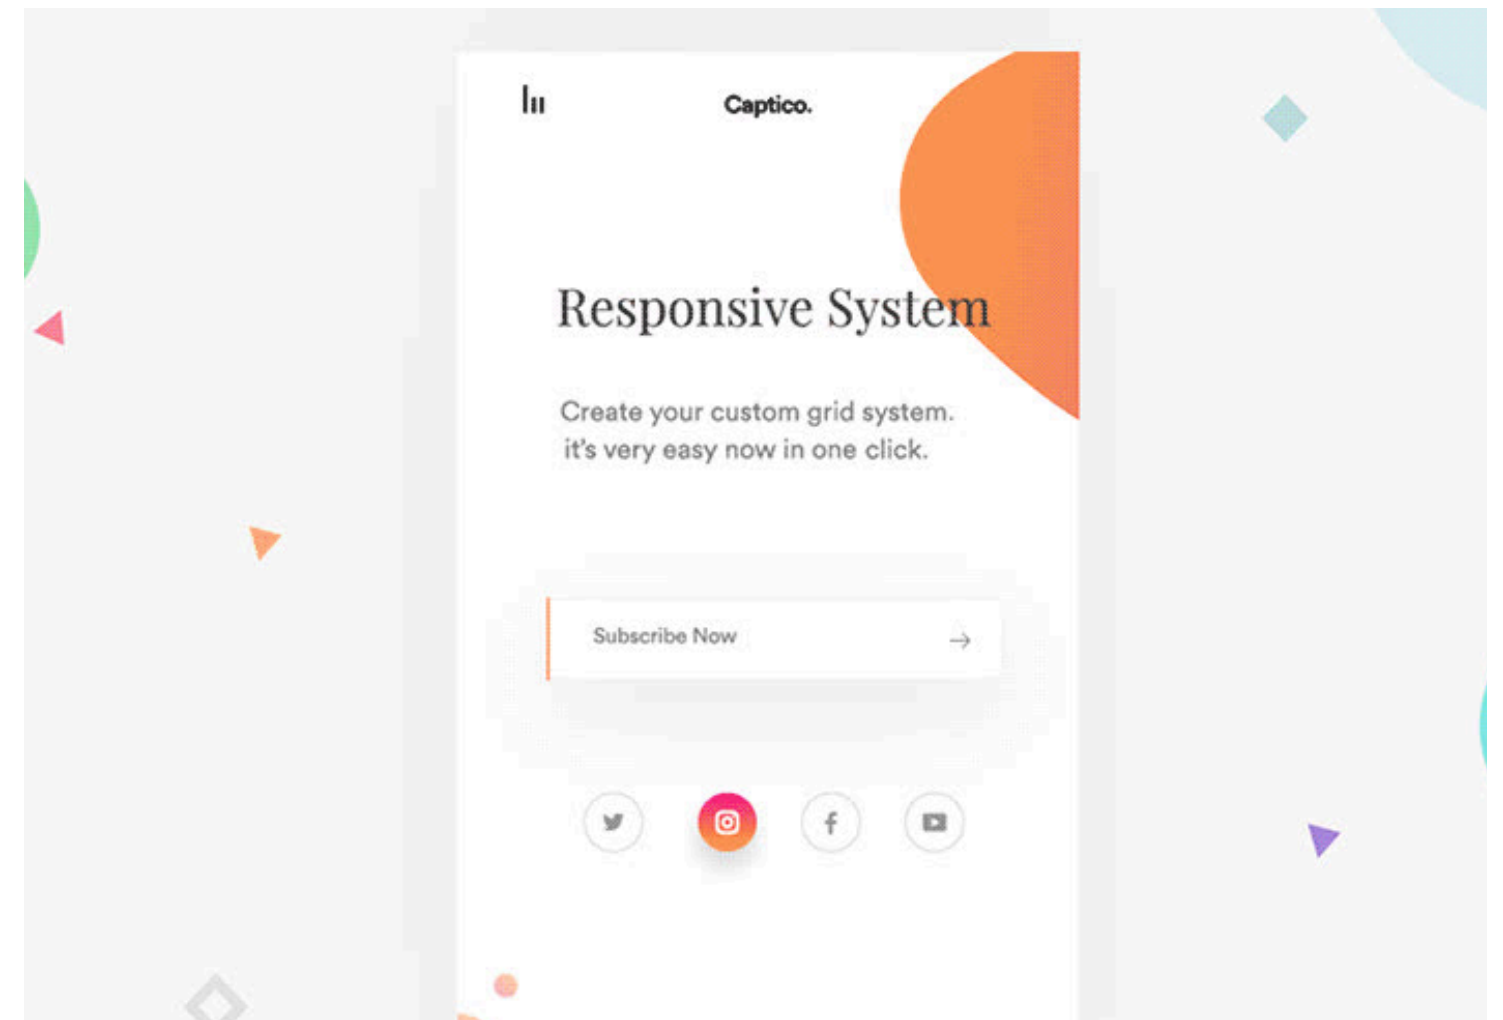 Captico.
Responsive System
Create your custom grid system.
it's very easy now in one click.
Subscribe Now